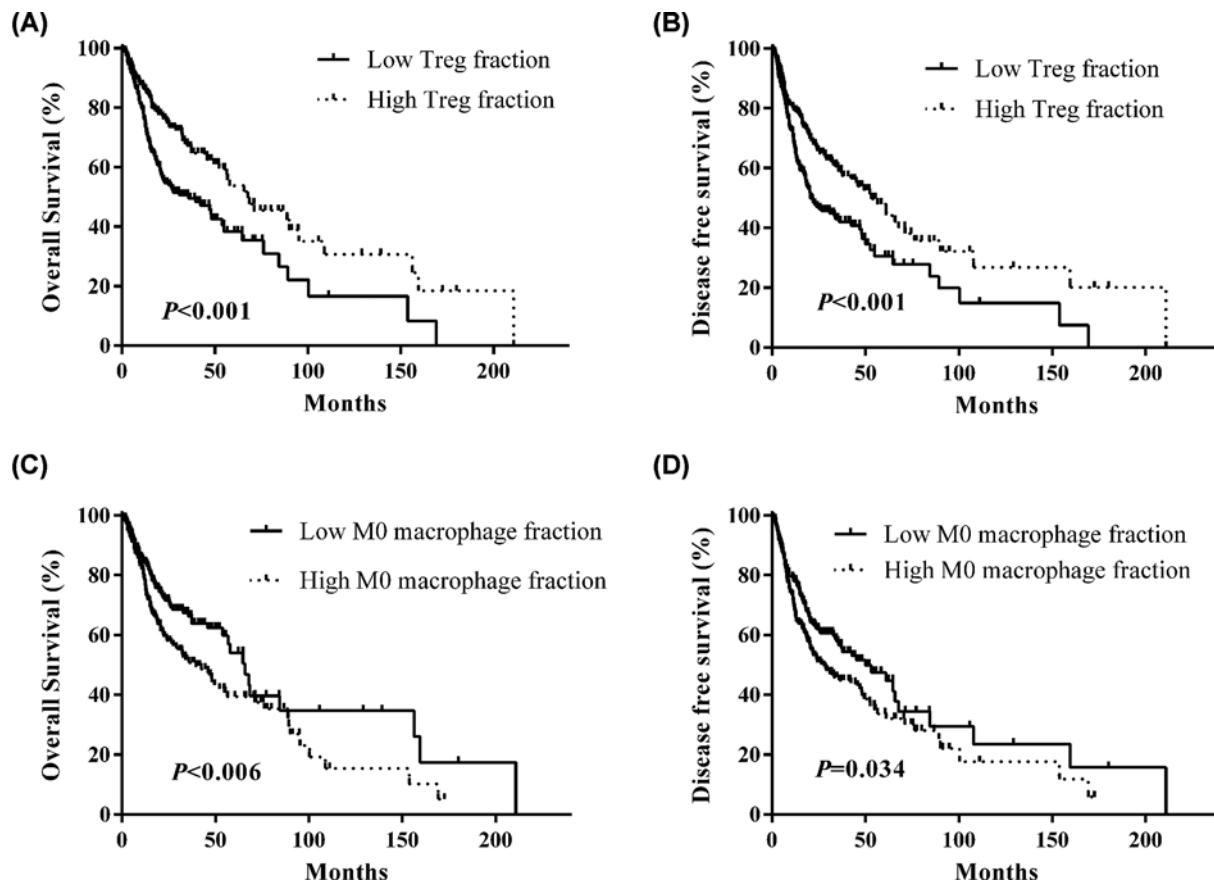 (A)
Overall Survival (%)
100
80
60
40
20
0
Low Treg fraction
High Treg fraction
P<0.001
0 50 100 150 200
Months
(B)
Disease free survival (%)
100
80
60
40
20
0
Low Treg fraction
High Treg fraction
P<0.001
0 50 100 150 200
Months
(C)
Overall Survival (%)
100
80
60
40
20
0
Low M0 macrophage fraction
High M0 macrophage fraction
P<0.006
0 50 100 150 200
Months
(D)
Disease free survival (%)
100
80
60
40
20
0
Low M0 macrophage fraction
High M0 macrophage fraction
P=0.034
0 50 100 150 200
Months